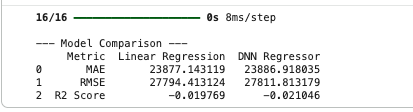 16/16 ━━━━━━━━━━━━━━━━━━━━ 0s 8ms/step
--- Model Comparison ---
Metric Linear Regression DNN Regressor
0 MAE 23877.143119 23886.918035
1 RMSE 27794.413124 27811.813179
2 R2 Score -0.019769 -0.021046